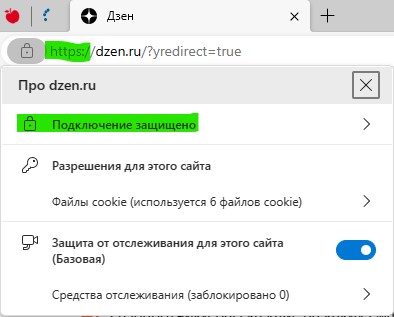 Дзен
https://dzen.ru/?yredirect=true
Про dzen.ru
Подключение защищено
Разрешения для этого сайта
Файлы cookie (используется 6 файлов cookie)
Защита от отслеживания для этого сайта
(Базовая)
Средства отслеживания (заблокировано 0)